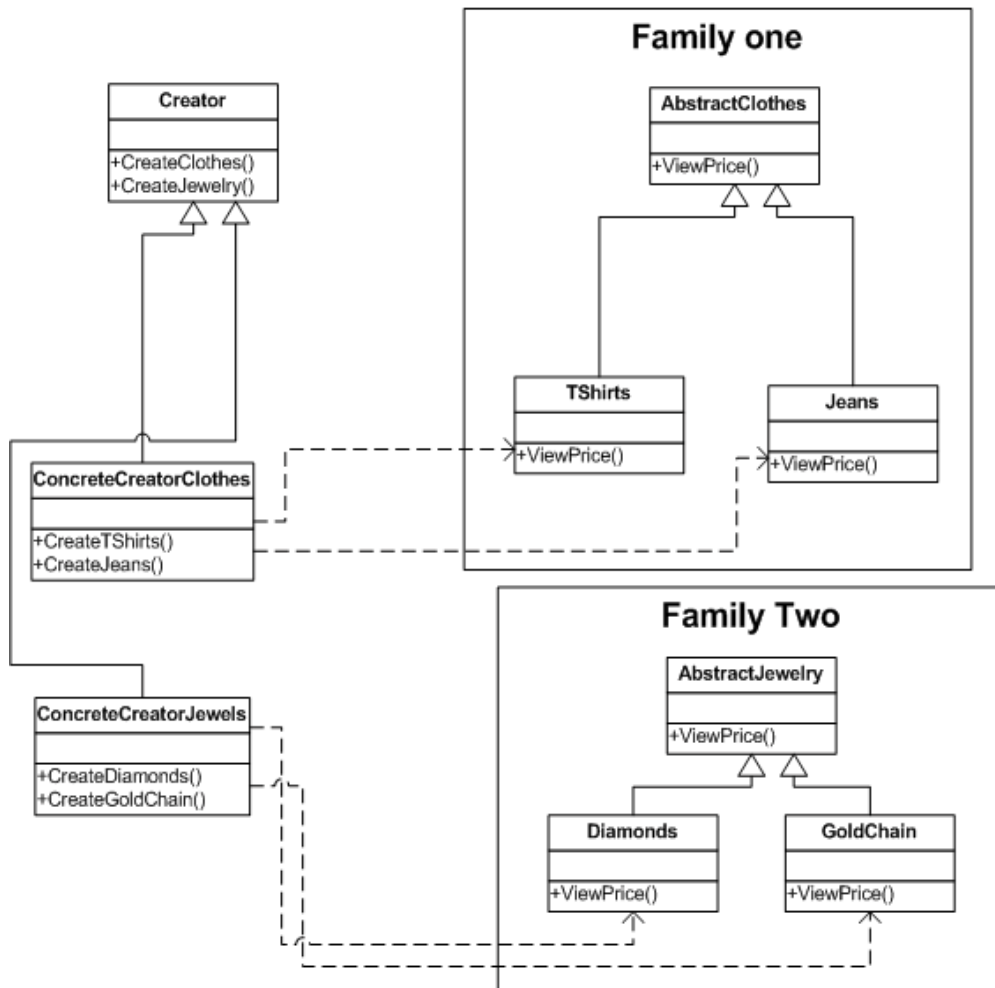 Family one
Creator
+CreateClothes()
+CreateJewelry()
AbstractClothes
+ViewPrice()
TShirts
+ViewPrice()
Jeans
+ViewPrice()
ConcreteCreatorClothes
+CreateTShirts()
+CreateJeans()
Family Two
AbstractJewelry
+ViewPrice()
ConcreteCreatorJewels
+CreateDiamonds()
+CreateGoldChain()
Diamonds
+ViewPrice()
GoldChain
+ViewPrice()